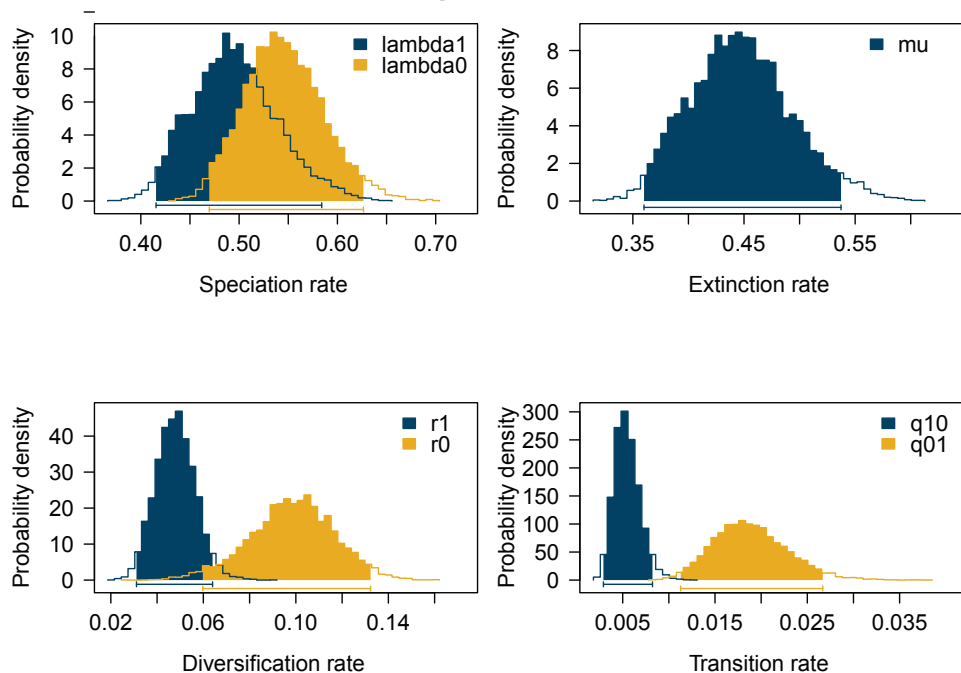 Probability density
10
8
6
4
2
0
lambda1
lambda0
0.40 0.50 0.60 0.70
Speciation rate
Probability density
8
6
4
2
0
mu
0.35 0.45 0.55
Extinction rate
Probability density
40
30
20
10
0
r1
r0
0.02 0.06 0.10 0.14
Diversification rate
Probability density
300
250
200
150
100
50
0
q10
q01
0.005 0.015 0.025 0.035
Transition rate